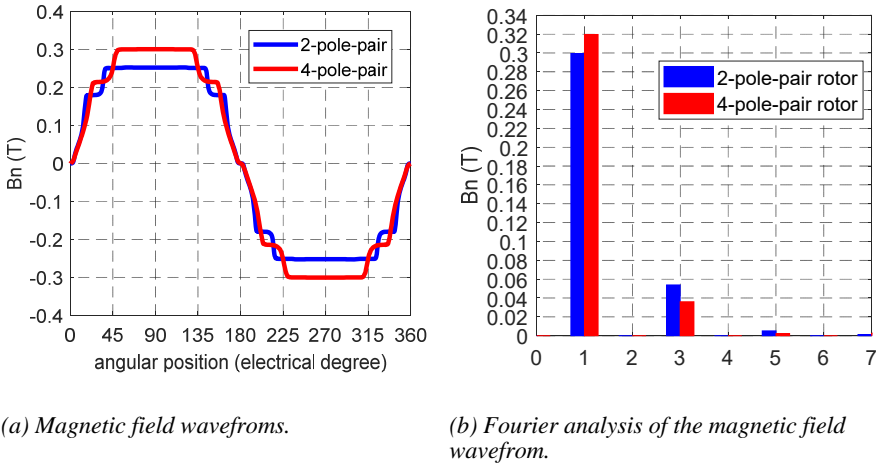 0.4
0.3
0.2
0.1
0
-0.1
-0.2
-0.3
-0.4
Bn (T)
2-pole-pair
4-pole-pair
0 45 90 135 180 225 270 315 360
angular position (electrical degree)
(a) Magnetic field wavefroms.
0.34
0.32
0.3
0.28
0.26
0.24
0.22
0.2
0.18
0.16
0.14
0.12
0.1
0.08
0.06
0.04
0
Bn (T)
2-pole-pair rotor
4-pole-pair rotor
0 1 2 3 4 5 6 7
(b) Fourier analysis of the magnetic field
wavefrom.